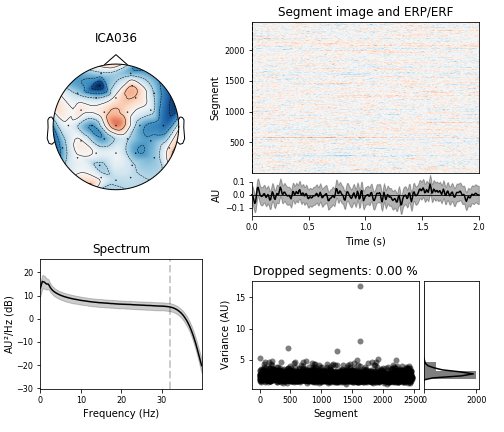 ICA036
Segment image and ERP/ERF
Segment
2000
1500
1000
500
AU
0.1
0.0
−0.1
0.0 0.5 1.0 1.5 2.0
Time (s)
Spectrum
AU²/Hz (dB)
20
10
0
−10
−20
−30
0 10 20 30
Frequency (Hz)
Dropped segments: 0.00 %
Variance (AU)
15
10
5
0 500 1000 1500 2000 2500
Segment
0 2000